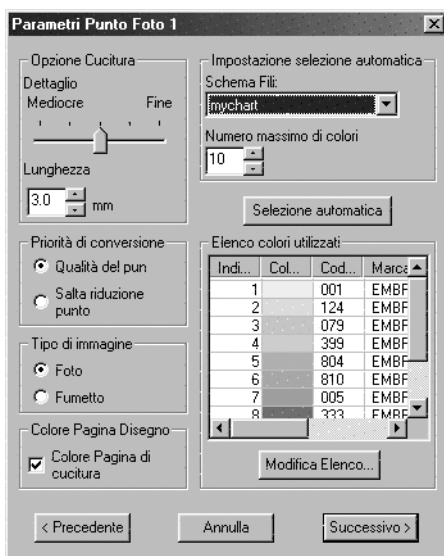 Parametri Punto Foto 1
Opzione Cucitura
Dettaglio
Mediocre Fine
Lunghezza
3.0 mm
Priorità di conversione
Qualità del pun
Salta riduzione
punto
Tipo di immagine
Foto
Fumetto
Colore Pagina Disegno
Colore Pagina di
cucitura
Impostazione selezione automatica
Schema Fili:
mychart
Numero massimo di colori
10
Selezione automatica
Elenco colori utilizzati
Indi... Col... Cod... Marca
1 001 EMBF
2 124 EMBF
3 079 EMBF
4 399 EMBF
5 804 EMBF
6 810 EMBF
7 005 EMBF
8 333 EMBF
Modifica Elenco...
< Precedente Annulla Successivo >